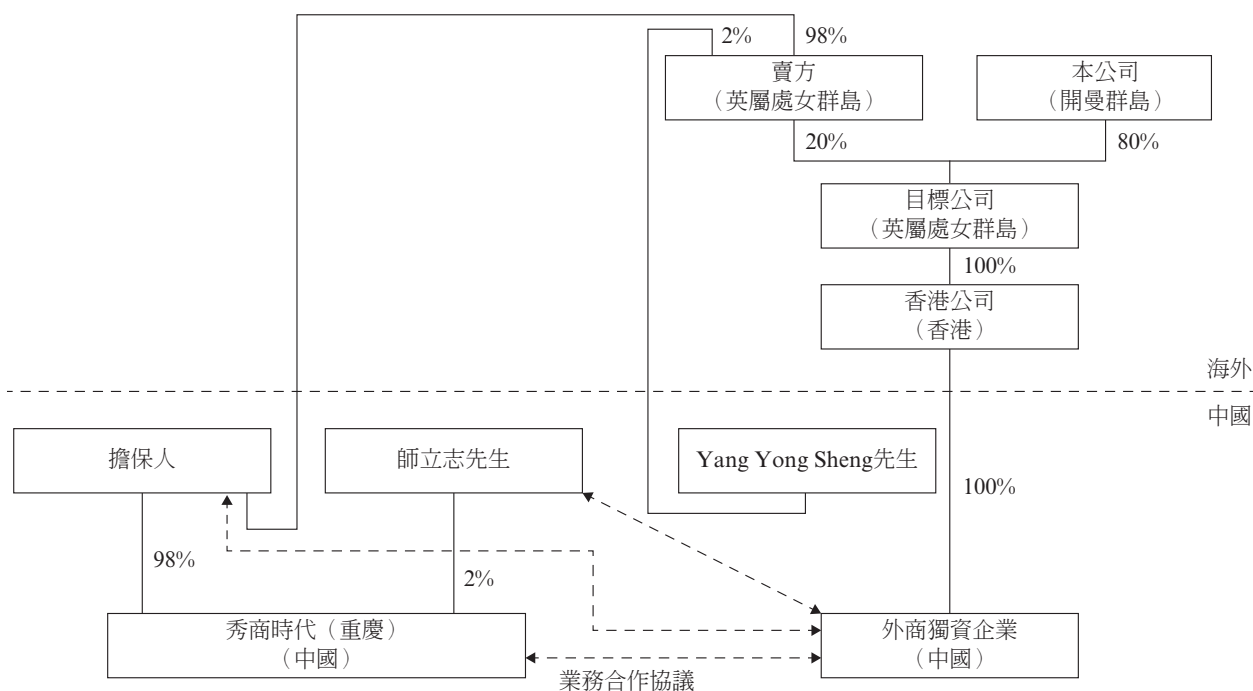 2%
98%
賣方
（英屬處女群島）
本公司
（開曼群島）
20%
80%
目標公司
（英屬處女群島）
100%
香港公司
（香港）
海外
中國
擔保人
師立志先生
Yang Yong Sheng先生
100%
98%
2%
秀商時代（重慶）
（中國）
外商獨資企業
（中國）
業務合作協議